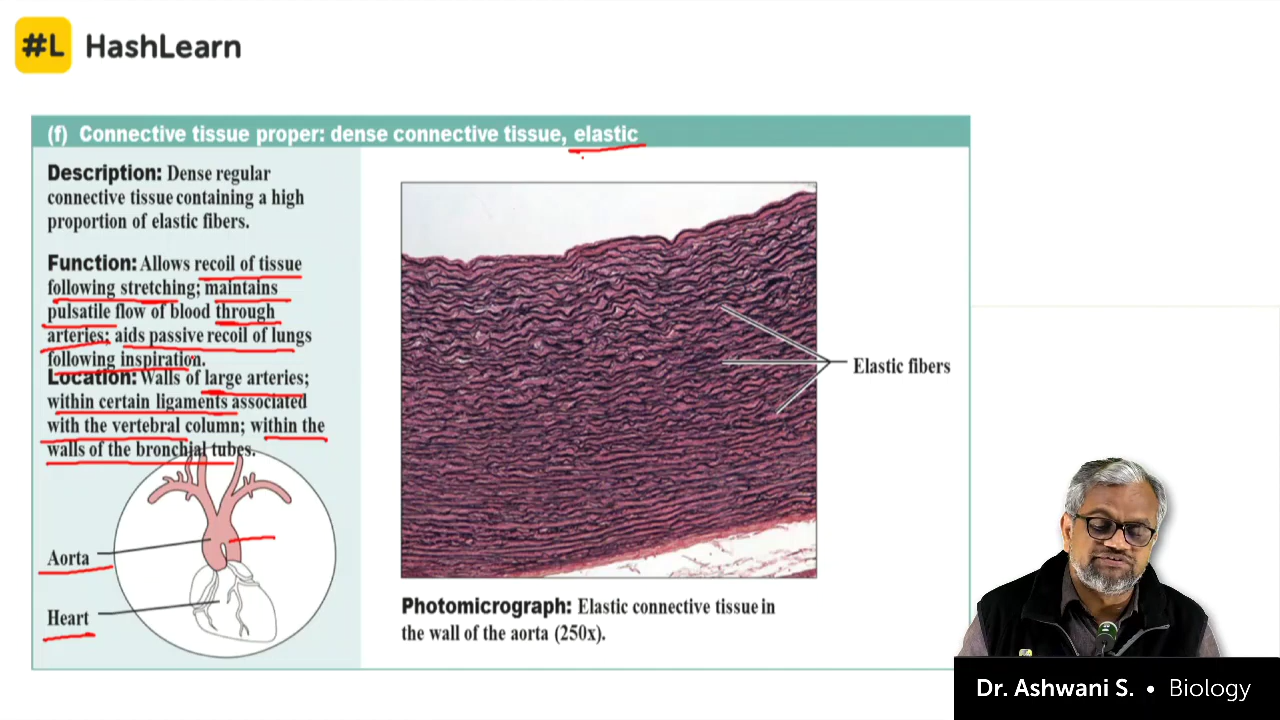 #L HashLearn
(f) Connective tissue proper: dense connective tissue, elastic
Description: Dense regular
connective tissue containing a high
proportion of elastic fibers.
Function: Allows recoil of tissue
following stretching; maintains
pulsatile flow of blood through
arteries; aids passive recoil of lungs
following inspiration.
Location: Walls of large arteries;
within certain ligaments associated
with the vertebral column; within the
walls of the bronchial tubes.
Aorta
Heart
Elastic fibers
Photomicrograph: Elastic connective tissue in
the wall of the aorta (250x).
Dr. Ashwani S. • Biology